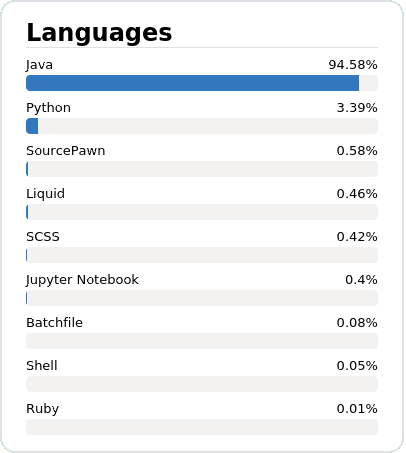 Languages
Java 94.58%
Python 3.39%
SourcePawn 0.58%
Liquid 0.46%
SCSS 0.42%
Jupyter Notebook 0.4%
Batchfile 0.08%
Shell 0.05%
Ruby 0.01%